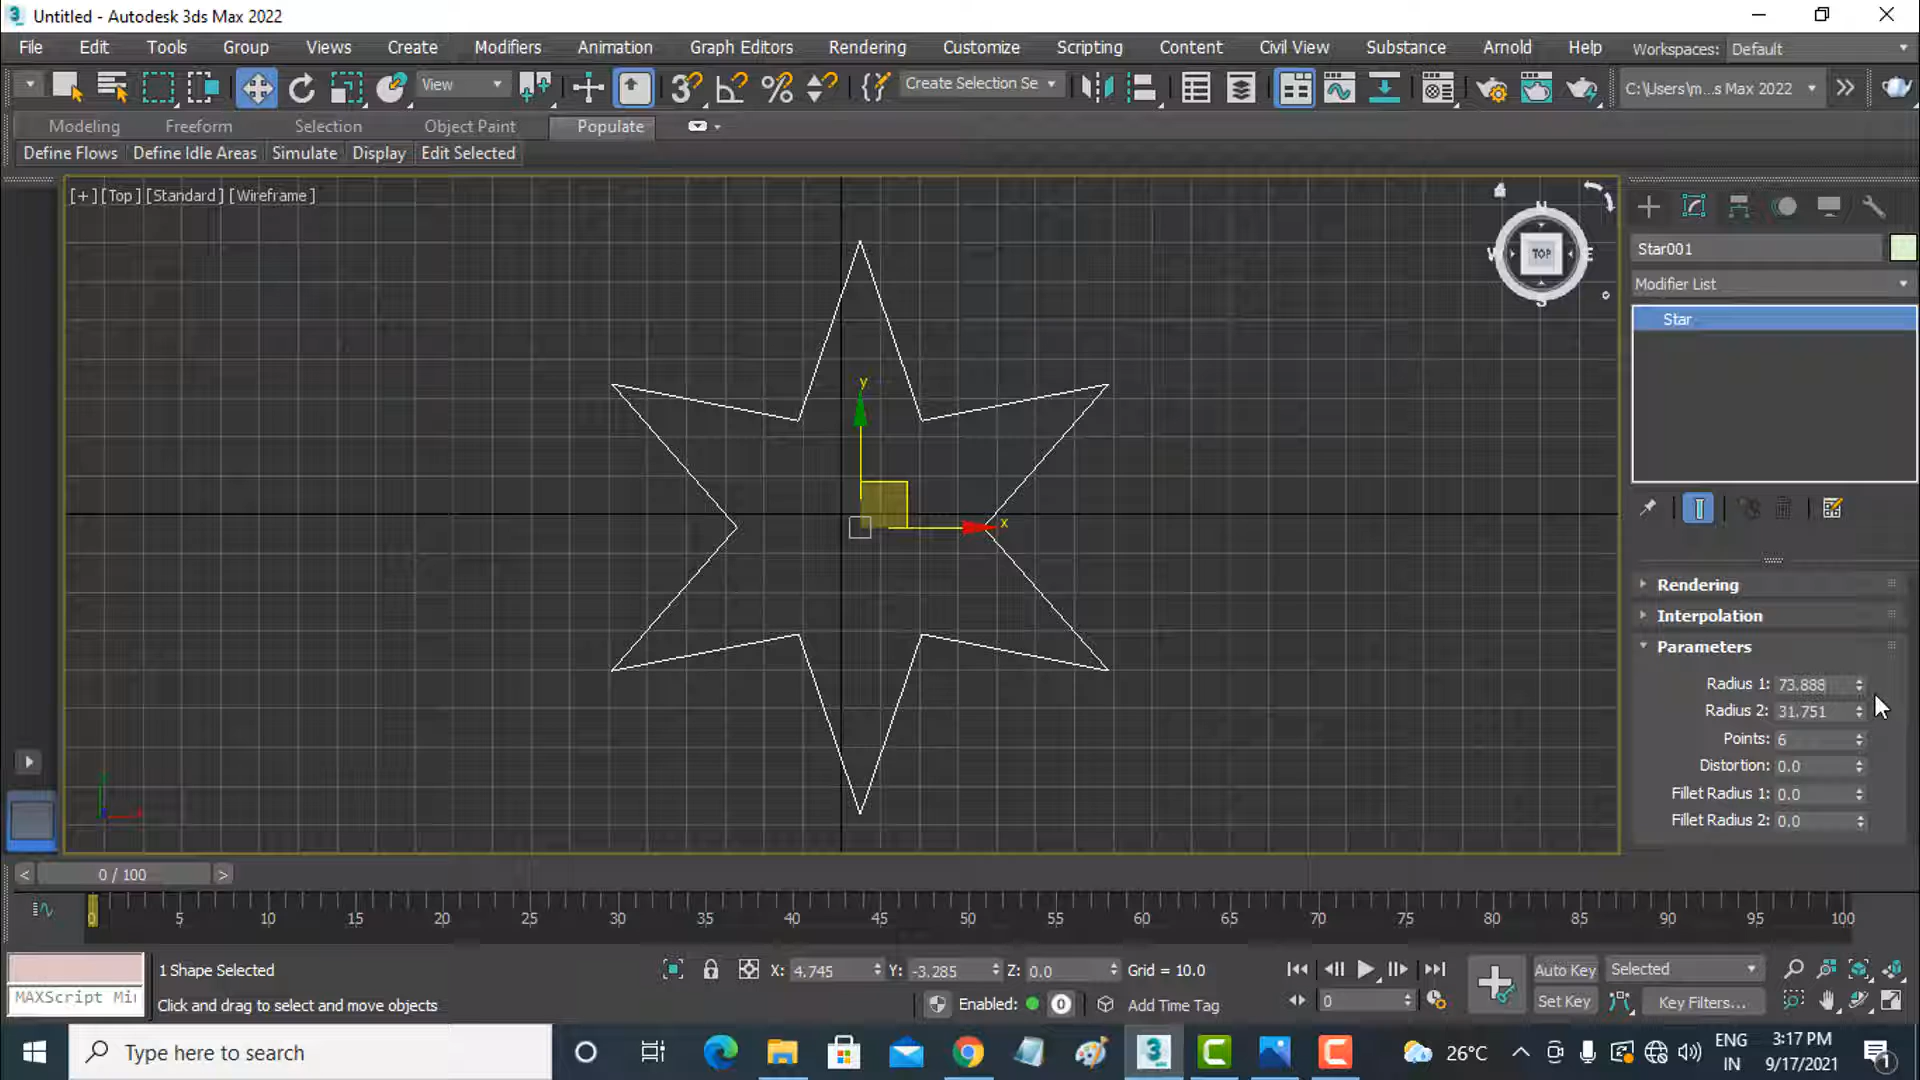 Untitled - Autodesk 3ds Max 2022
File Edit Tools Group Views Create Modifiers Animation Graph Editors Rendering Customize Scripting Content Civil View Substance Arnold Help Workspaces: Default
View Create Selection Se C:\Users\m...s Max 2022
Modeling Freeform Selection Object Paint Populate
Define Flows Define Idle Areas Simulate Display Edit Selected
[+] [Top] [Standard] [Wireframe]
N
W TOP E
S
y
x
Star001
Modifier List
Star
Rendering
Interpolation
Parameters
Radius 1: 73.888
Radius 2: 31.751
Points: 6
Distortion: 0.0
Fillet Radius 1: 0.0
Fillet Radius 2: 0.0
< 0 / 100 >
0 5 10 15 20 25 30 35 40 45 50 55 60 65 70 75 80 85 90 95 100
1 Shape Selected X: 4.745 Y: -3.285 Z: 0.0 Grid = 10.0 Auto Key Selected
MAXScript Mi
Click and drag to select and move objects Enabled: 0 Add Time Tag 0 Set Key Key Filters...
Type here to search 26°C ENG 3:17 PM
IN 9/17/2021 1